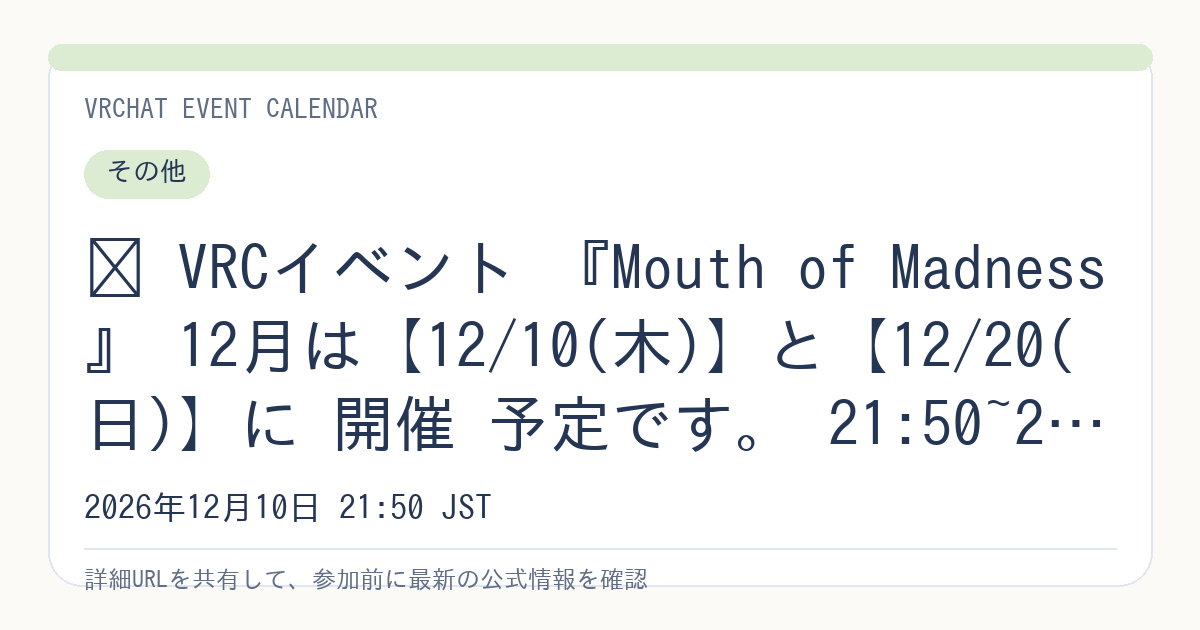 VRCHAT EVENT CALENDAR
その他
VRCイベント 『Mouth of Madness
』 12月は【12/10(木)】と【12/20(
日)】に 開催 予定です。 21:50~2…
2026年12月10日 21:50 JST
詳細URLを共有して、参加前に最新の公式情報を確認